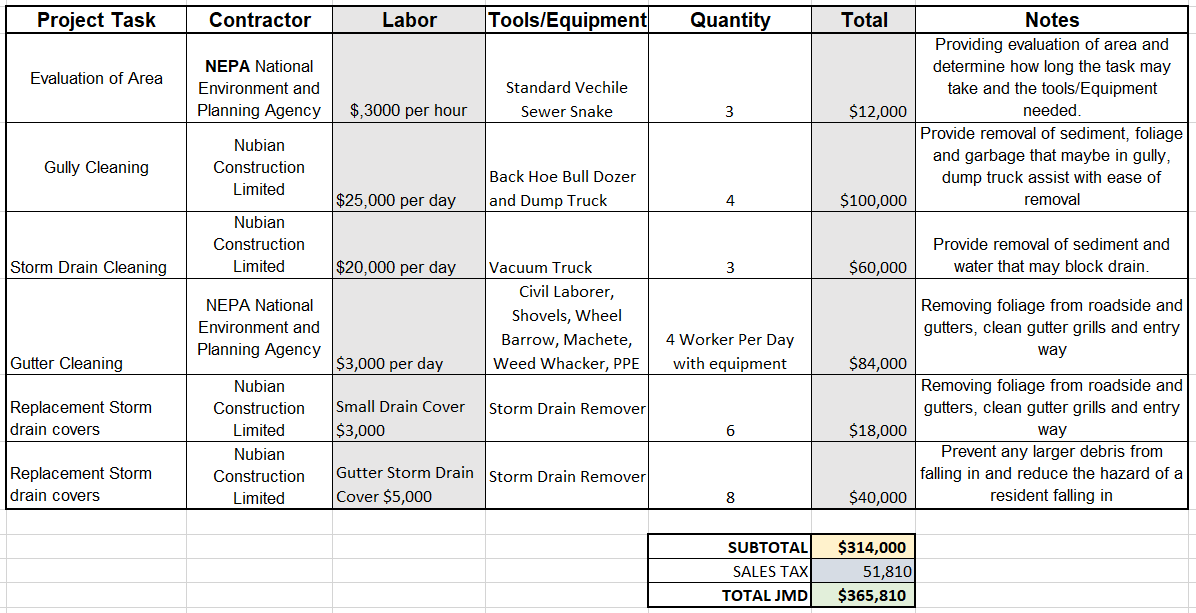 Project Task Contractor Labor Tools/Equipment Quantity Total Notes
Evaluation of Area
NEPA National
Environment and
Planning Agency
$,3000 per hour
Standard Vechile
Sewer Snake
3
$12,000
Providing evaluation of area and
determine how long the task may
take and the tools/Equipment
needed.
Gully Cleaning
Nubian
Construction
Limited
$25,000 per day
Back Hoe Bull Dozer
and Dump Truck
4
$100,000
Provide removal of sediment, foliage
and garbage that maybe in gully,
dump truck assist with ease of
removal
Storm Drain Cleaning
Nubian
Construction
Limited
$20,000 per day
Vacuum Truck
3
$60,000
Provide removal of sediment and
water that may block drain.
Gutter Cleaning
NEPA National
Environment and
Planning Agency
$3,000 per day
Civil Laborer,
Shovels, Wheel
Barrow, Machete,
Weed Whacker, PPE
4 Worker Per Day
with equipment
$84,000
Removing foliage from roadside and
gutters, clean gutter grills and entry
way
Replacement Storm
drain covers
Nubian
Construction
Limited
Small Drain Cover
$3,000
Storm Drain Remover
6
$18,000
Removing foliage from roadside and
gutters, clean gutter grills and entry
way
Replacement Storm
drain covers
Nubian
Construction
Limited
Gutter Storm Drain
Cover $5,000
Storm Drain Remover
8
$40,000
Prevent any larger debris from
falling in and reduce the hazard of a
resident falling in
SUBTOTAL $314,000
SALES TAX 51,810
TOTAL JMD $365,810